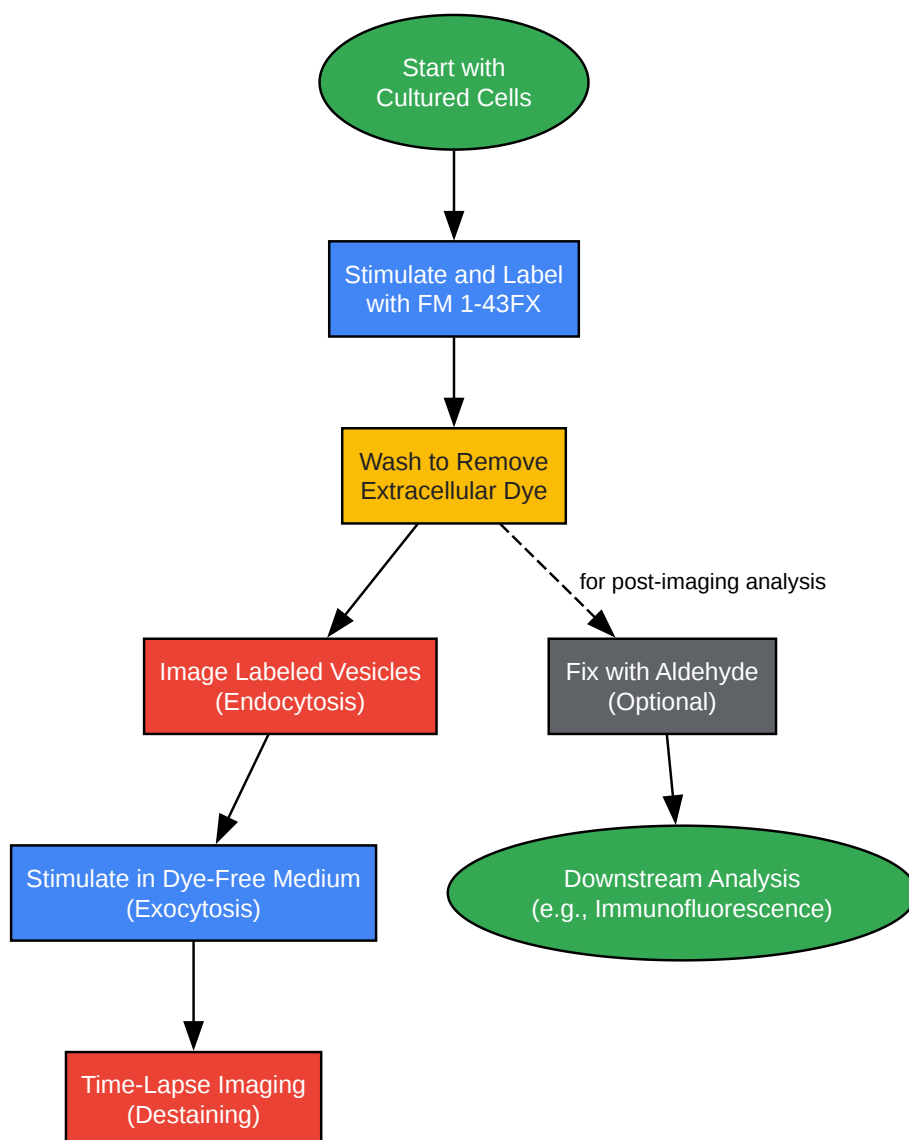 Start with
Cultured Cells
Stimulate and Label
with FM 1-43FX
Wash to Remove
Extracellular Dye
for post-imaging analysis
Image Labeled Vesicles
(Endocytosis)
Fix with Aldehyde
(Optional)
Stimulate in Dye-Free Medium
(Exocytosis)
Downstream Analysis
(e.g., Immunofluorescence)
Time-Lapse Imaging
(Destaining)